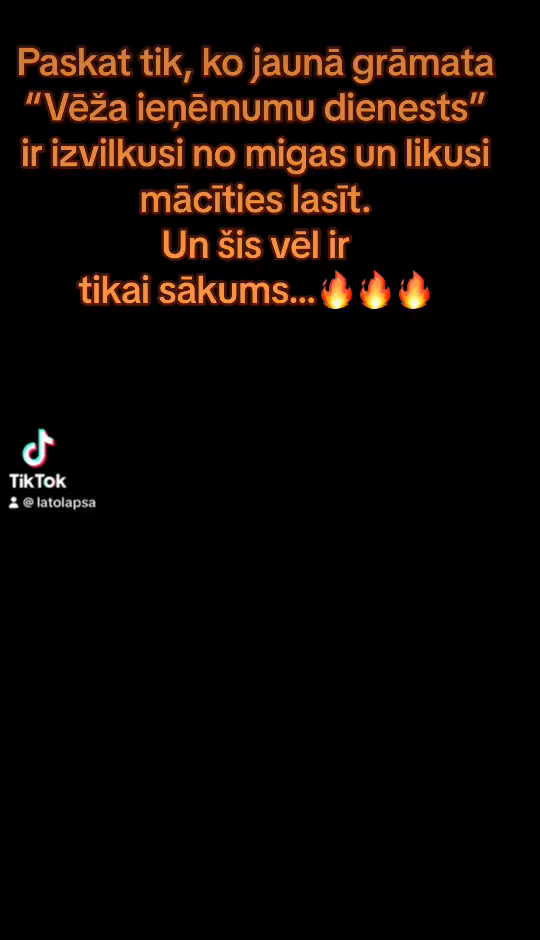 Paskat tik, ko jaunā grāmata
“Vēža ieņēmumu dienests”
ir izvilkusi no migas un likusi
mācīties lasīt.
Un šis vēl ir
tikai sākums...🔥🔥🔥
TikTok
@latolapsa